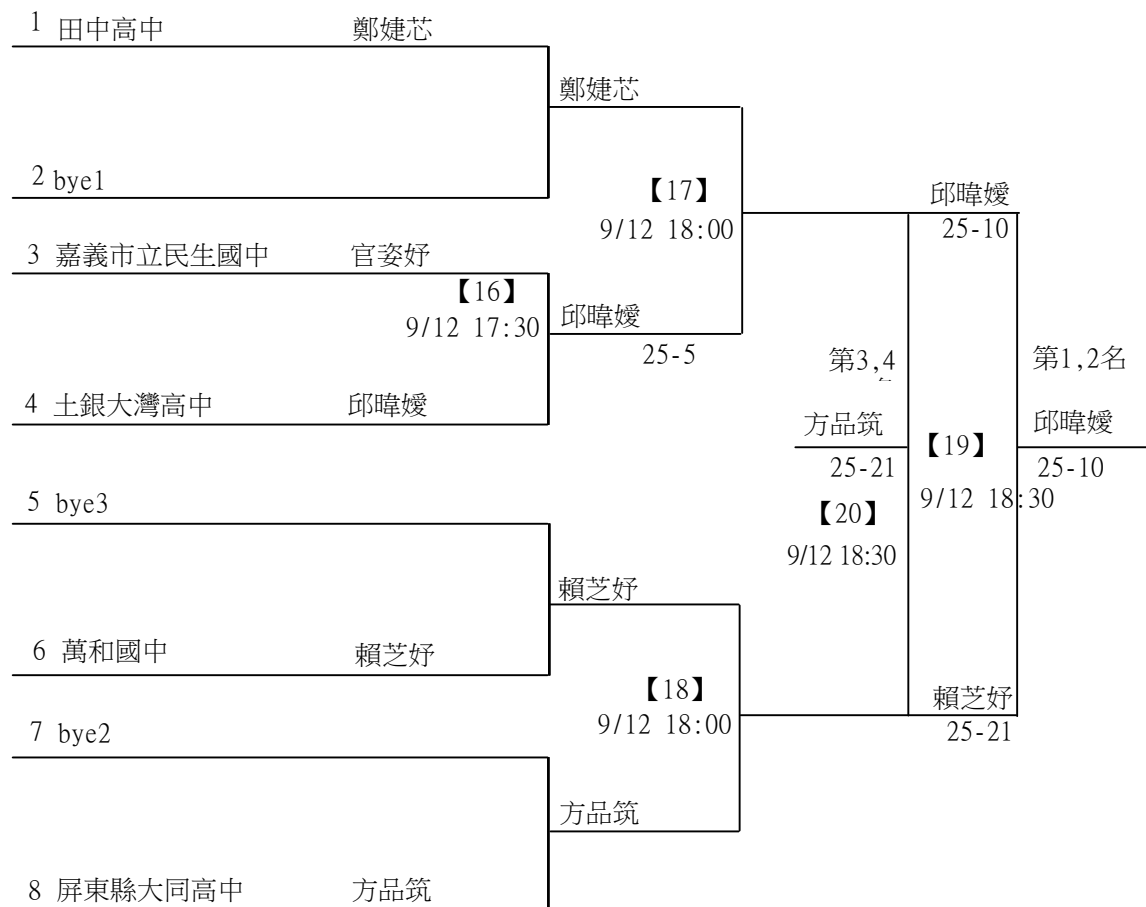 1 田中高中 鄭婕芯
鄭婕芯
2 bye1
【17】
9/12 18:00
邱暐嬡
25-10
3 嘉義市立民生國中 官姿妤
【16】
9/12 17:30
邱暐嬡
25-5
4 土銀大灣高中 邱暐嬡
第3,4
第1,2名
方品筑
25-21
【19】
9/12 18:30
邱暐嬡
25-10
【20】
9/12 18:30
5 bye3
賴芝妤
6 萬和國中 賴芝妤
【18】
9/12 18:00
賴芝妤
25-21
7 bye2
方品筑
8 屏東縣大同高中 方品筑